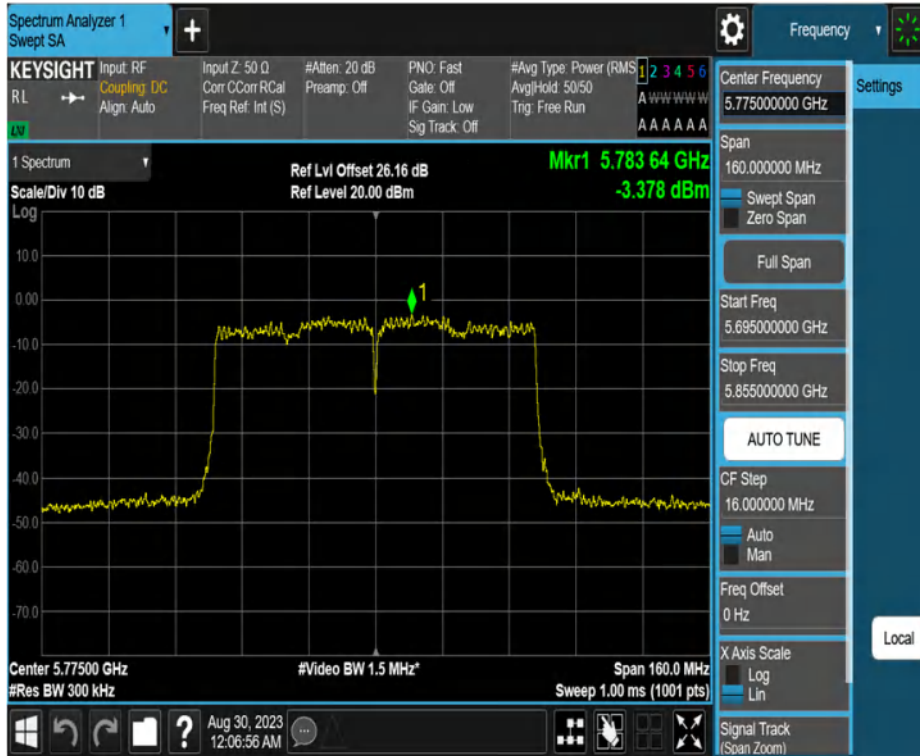 Spectrum Analyzer 1
Swept SA
Frequency
KEYSIGHT
RL
Input: RF
Coupling: DC
Align: Auto
Input Z: 50 Ω
Corr CCorr RCal
Freq Ref: Int (S)
#Atten: 20 dB
Preamp: Off
PNO: Fast
Gate: Off
IF Gain: Low
Sig Track: Off
#Avg Type: Power (RMS
Avg|Hold: 50/50
Trig: Free Run
1 2 3 4 5 6
A W W W W W
A A A A A A
LXI
1 Spectrum
Scale/Div 10 dB
Log
Ref Lvl Offset 26.16 dB
Ref Level 20.00 dBm
Mkr1 5.783 64 GHz
-3.378 dBm
1
10.0
0.00
-10.0
-20.0
-30.0
-40.0
-50.0
-60.0
-70.0
Center 5.77500 GHz
#Res BW 300 kHz
#Video BW 1.5 MHz*
Span 160.0 MHz
Sweep 1.00 ms (1001 pts)
?
Aug 30, 2023
12:06:56 AM
Center Frequency
5.775000000 GHz
Settings
Span
160.000000 MHz
Swept Span
Zero Span
Full Span
Start Freq
5.695000000 GHz
Stop Freq
5.855000000 GHz
AUTO TUNE
CF Step
16.000000 MHz
Auto
Man
Freq Offset
0 Hz
X Axis Scale
Log
Lin
Local
Signal Track
(Span Zoom)